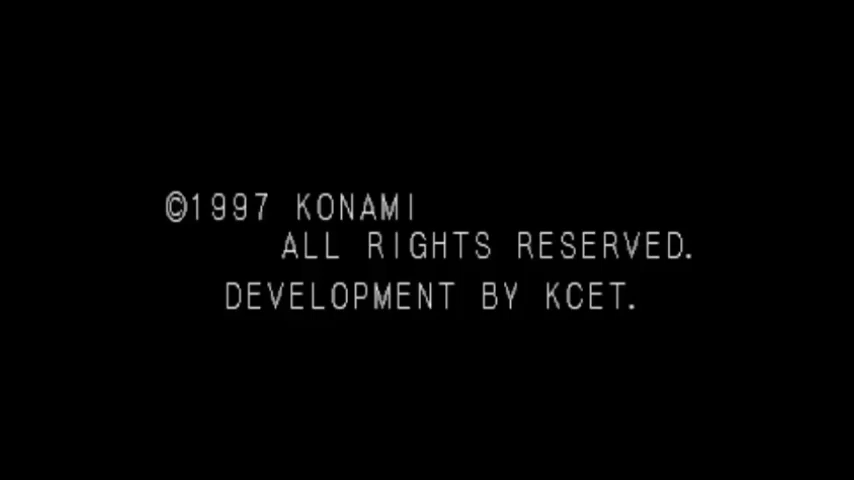 ©1997 KONAMI
ALL RIGHTS RESERVED.
DEVELOPMENT BY KCET.